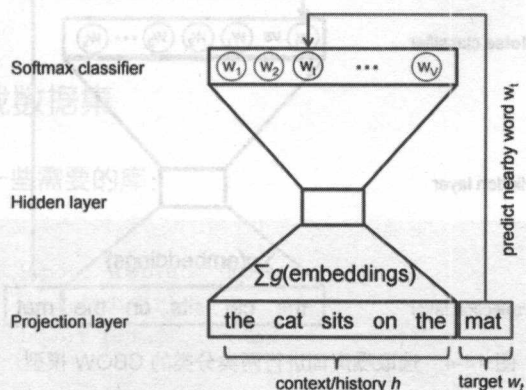 Softmax classifier
w₁ w₂ wₜ ... wᵥ
predict nearby word wₜ
Hidden layer
∑g(embeddings)
Projection layer
the cat sits on the mat
context/history h
target wₜ